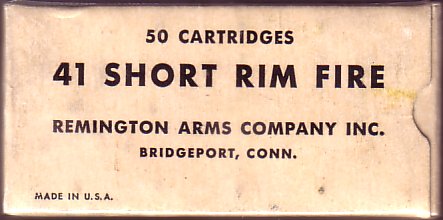 50 CARTRIDGES
41 SHORT RIM FIRE
REMINGTON ARMS COMPANY INC.
BRIDGEPORT, CONN.
MADE IN U.S.A.